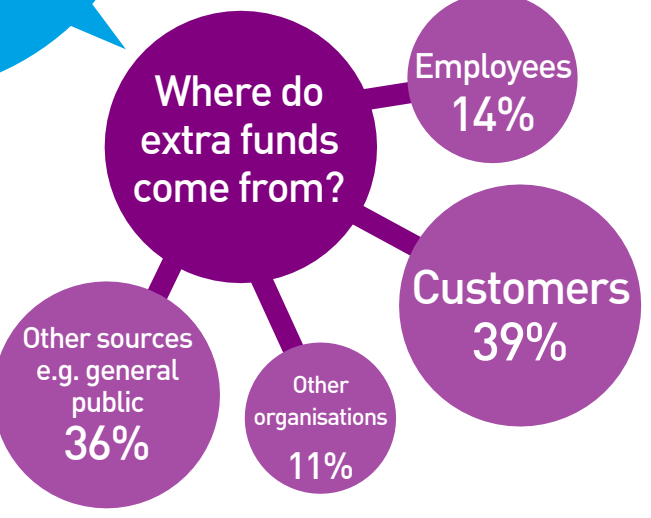 Where do
extra funds
come from?
Employees
14%
Customers
39%
Other sources
e.g. general
public
36%
Other
organisations
11%